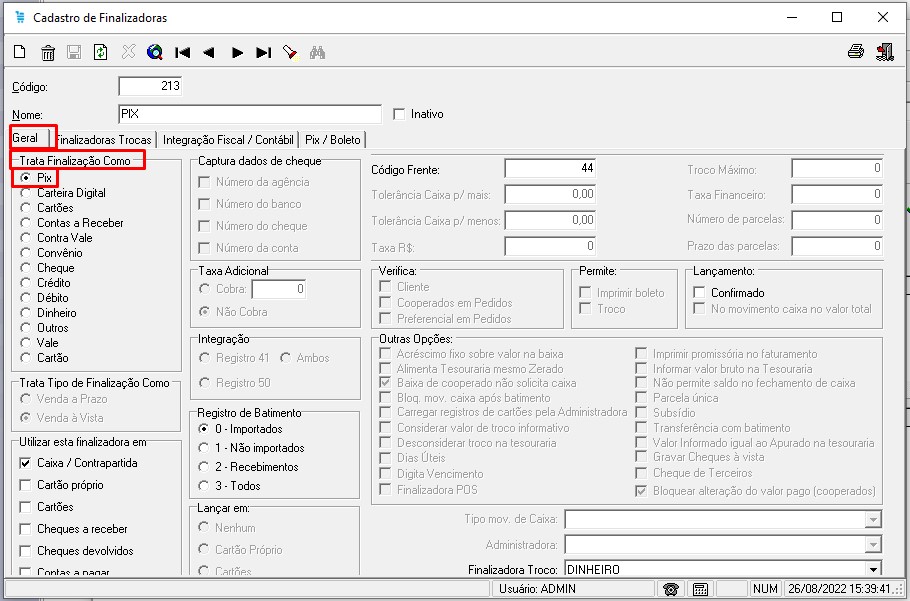 Cadastro de Finalizadoras
Código: 213
Nome: PIX Inativo
Geral Finalizadoras Trocas Integração Fiscal / Contábil Pix / Boleto
Trata Finalização Como
Pix
Carteira Digital
Cartões
Contas a Receber
Contra Vale
Convênio
Cheque
Crédito
Débito
Dinheiro
Outros
Vale
Cartão
Trata Tipo de Finalização Como
Venda a Prazo
Venda à Vista
Utilizar esta finalizadora em
Caixa / Contrapartida
Cartão próprio
Cartões
Cheques a receber
Cheques devolvidos
Contas a pagar
Captura dados de cheque
Número da agência
Número do banco
Número do cheque
Número da conta
Taxa Adicional
Cobra: 0
Não Cobra
Integração
Registro 41 Ambos
Registro 50
Registro de Batimento
0 - Importados
1 - Não importados
2 - Recebimentos
3 - Todos
Lançar em:
Nenhum
Cartão Próprio
Cartões
Código Frente: 44
Tolerância Caixa p/ mais: 0,00
Tolerância Caixa p/ menos: 0,00
Taxa R$: 0
Troco Máximo: 0
Taxa Financeiro: 0
Número de parcelas: 0
Prazo das parcelas: 0
Verifica:
Cliente
Cooperados em Pedidos
Preferencial em Pedidos
Permite:
Imprimir boleto
Troco
Lançamento:
Confirmado
No movimento caixa no valor total
Outras Opções:
Acréscimo fixo sobre valor na baixa
Alimenta Tesouraria mesmo Zerado
Baixa de cooperado não solicita caixa
Bloq. mov. caixa após batimento
Carregar registros de cartões pela Administradora
Considerar valor de troco informativo
Desconsiderar troco na tesouraria
Dias Úteis
Digita Vencimento
Finalizadora POS
Imprimir promissória no faturamento
Informar valor bruto na Tesouraria
Não permite saldo no fechamento de caixa
Parcela única
Subsídio
Transferência com batimento
Valor Informado igual ao Apurado na tesouraria
Gravar Cheques à vista
Cheque de Terceiros
Bloquear alteração do valor pago (cooperados)
Tipo mov. de Caixa:
Administradora:
Finalizadora Troco: DINHEIRO
Usuário: ADMIN NUM 26/08/2022 15:39:41